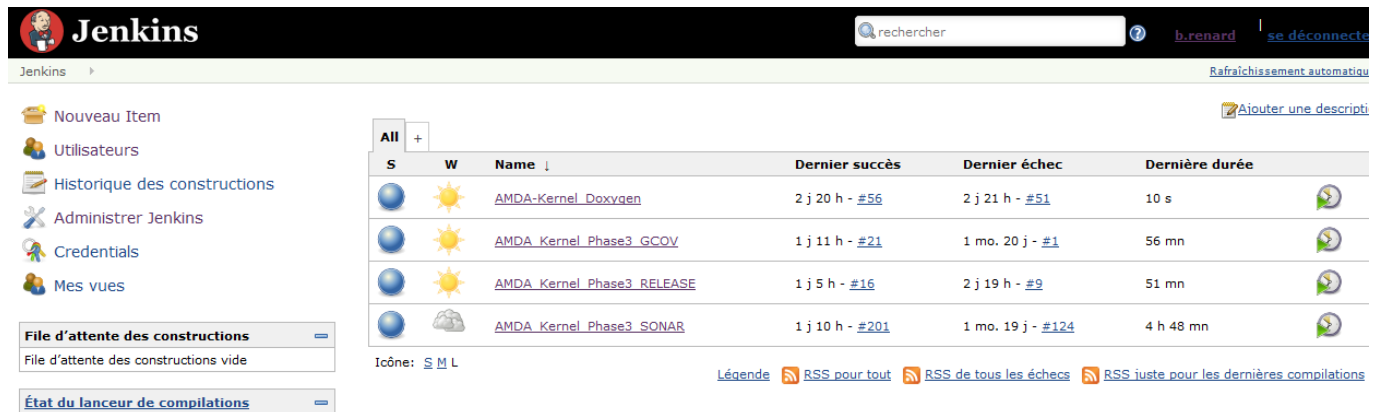 Jenkins
rechercher
b.renard
se déconnecte
Jenkins
Rafraîchissement automatiqu
Nouveau Item
Utilisateurs
Historique des constructions
Administrer Jenkins
Credentials
Mes vues
File d'attente des constructions
File d'attente des constructions vide
État du lanceur de compilations
Ajouter une descripti
All +
S W Name ↓ Dernier succès Dernier échec Dernière durée
AMDA-Kernel_Doxygen 2 j 20 h - #56 2 j 21 h - #51 10 s
AMDA_Kernel_Phase3_GCOV 1 j 11 h - #21 1 mo. 20 j - #1 56 mn
AMDA_Kernel_Phase3_RELEASE 1 j 5 h - #16 2 j 19 h - #9 51 mn
AMDA_Kernel_Phase3_SONAR 1 j 10 h - #201 1 mo. 19 j - #124 4 h 48 mn
Icône: S M L
Légende RSS pour tout RSS de tous les échecs RSS juste pour les dernières compilations